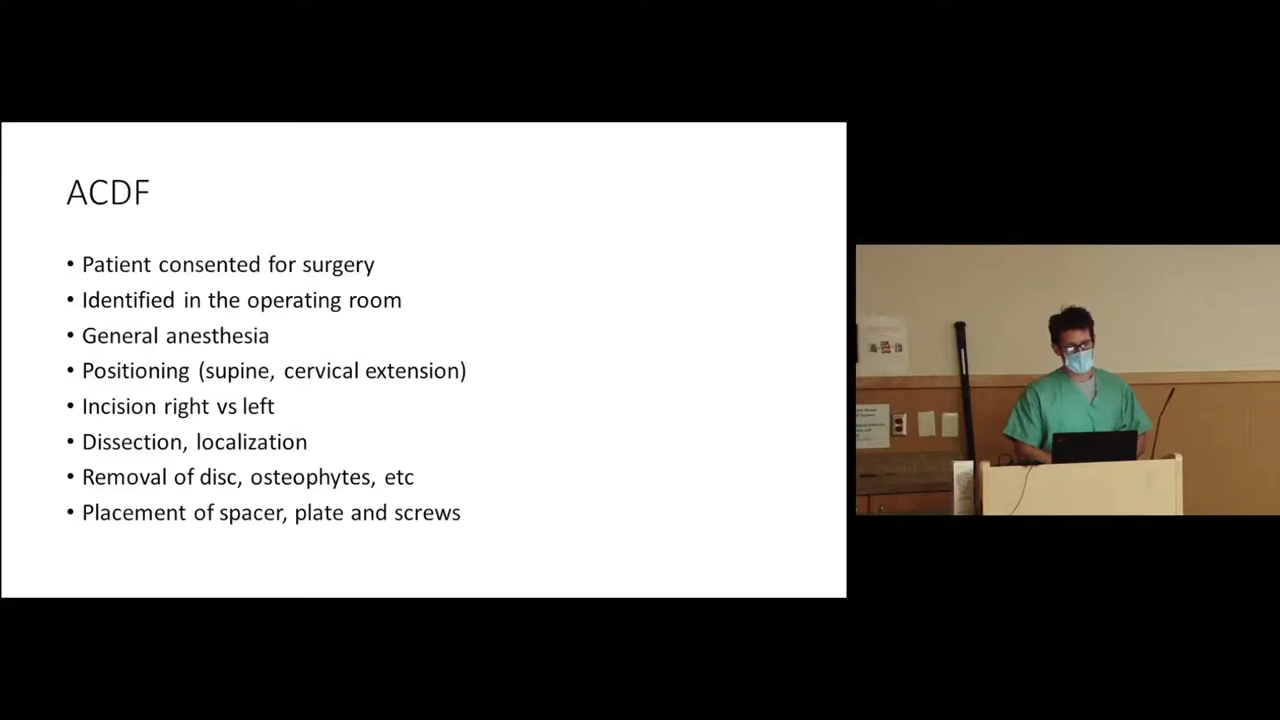 ACDF
• Patient consented for surgery
• Identified in the operating room
• General anesthesia
• Positioning (supine, cervical extension)
• Incision right vs left
• Dissection, localization
• Removal of disc, osteophytes, etc
• Placement of spacer, plate and screws